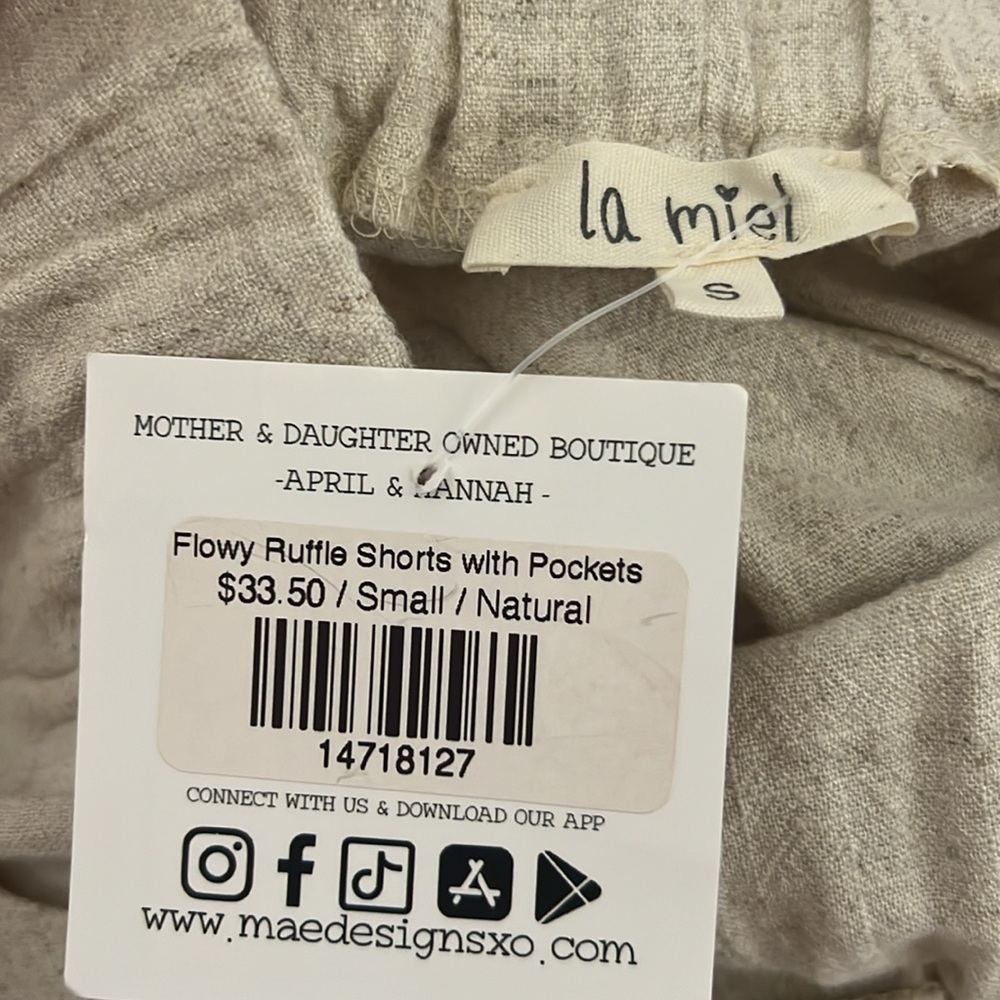 la miel
S
MOTHER & DAUGHTER OWNED BOUTIQUE
-APRIL & HANNAH -
Flowy Ruffle Shorts with Pockets
$33.50 / Small / Natural
14718127
CONNECT WITH US & DOWNLOAD OUR APP
www.maedesignsxo.com